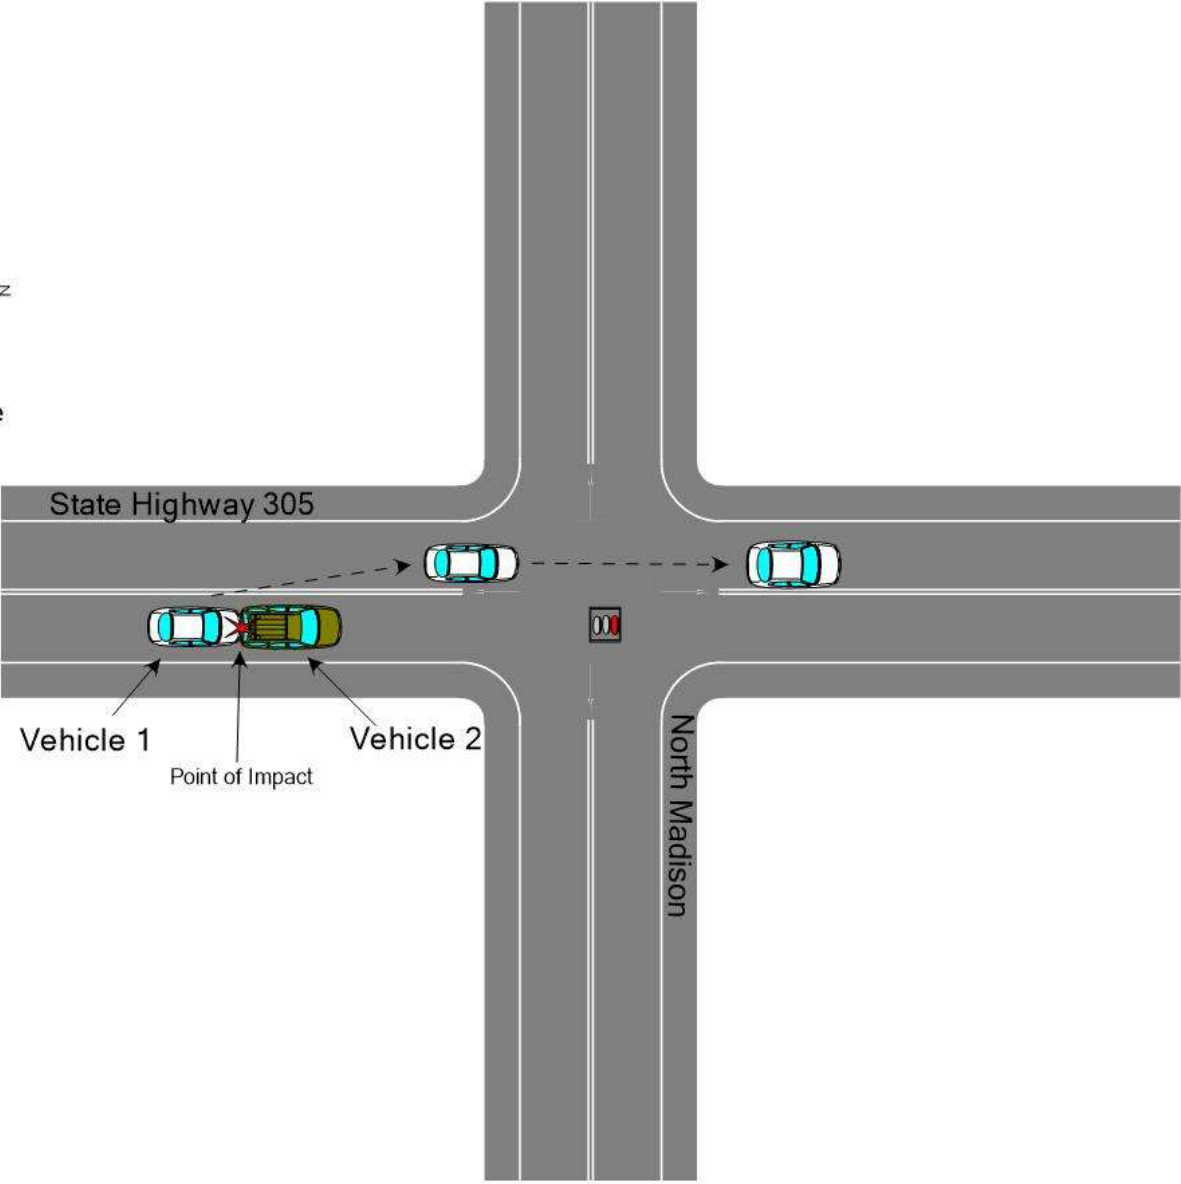 N
e
State Highway 305
Vehicle 1
Vehicle 2
Point of Impact
North Madison